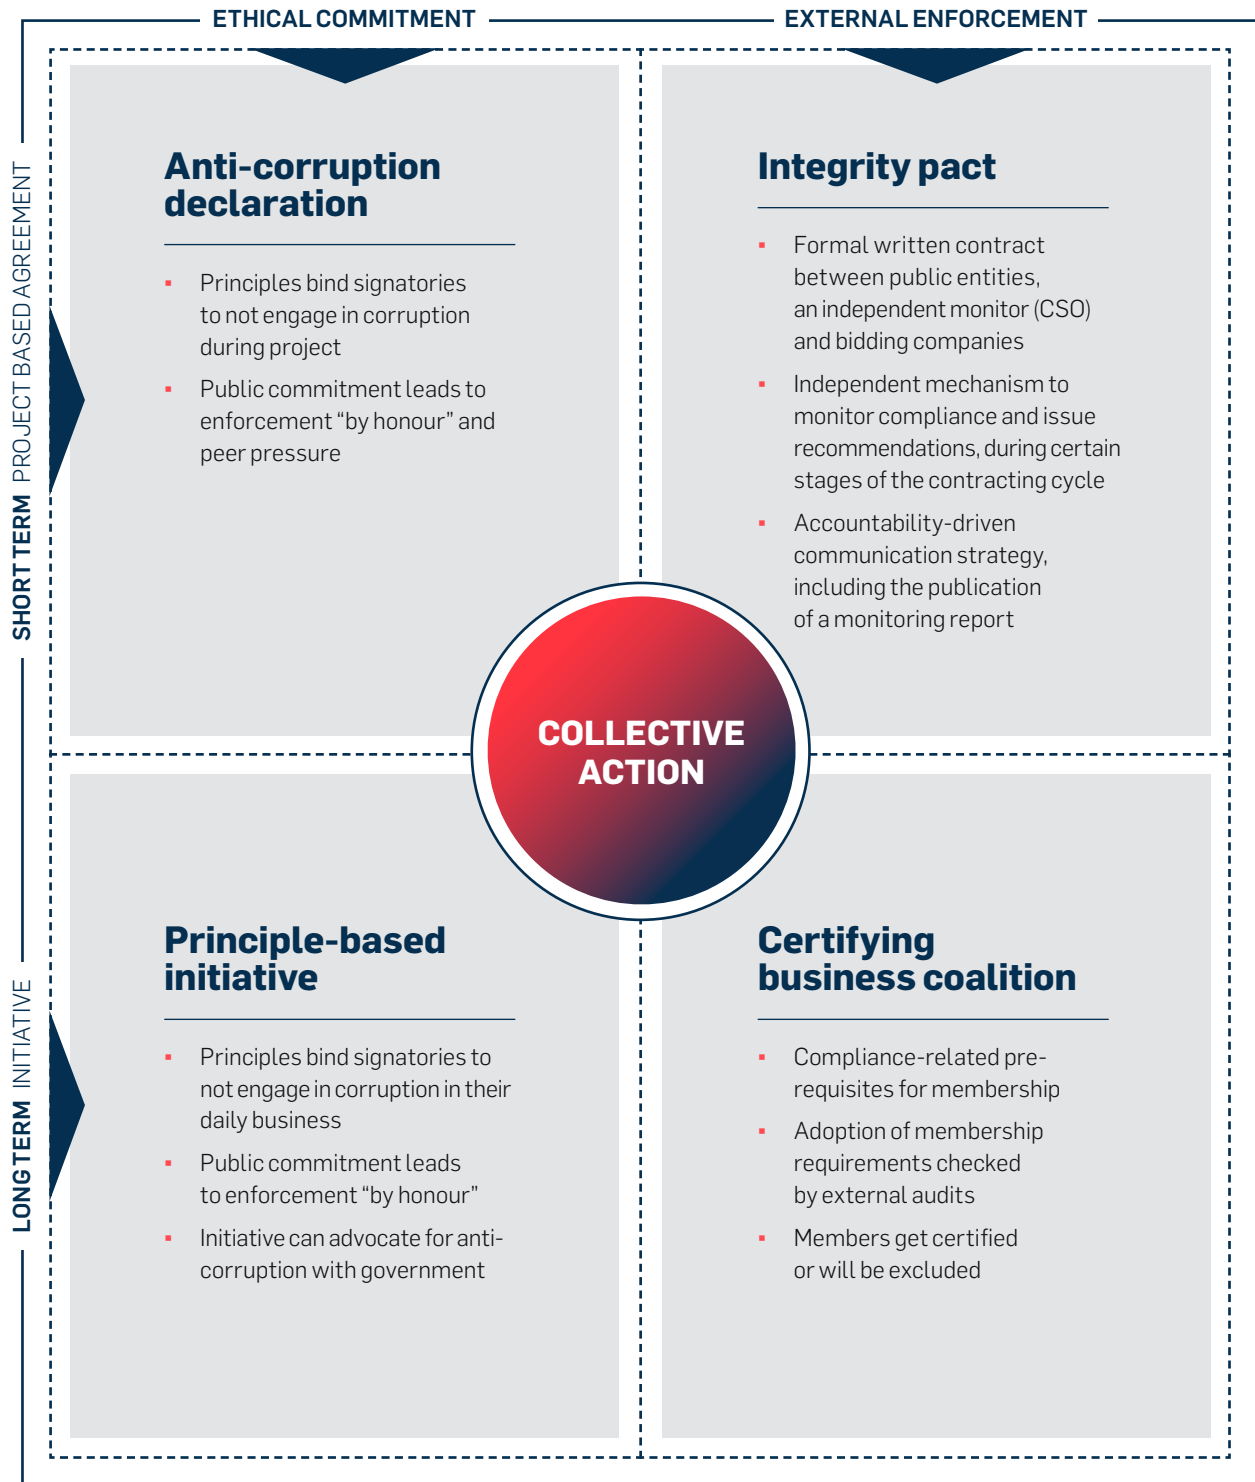 ETHICAL COMMITMENT
EXTERNAL ENFORCEMENT
SHORT TERM PROJECT BASED AGREEMENT
Anti-corruption
declaration
▪ Principles bind signatories
to not engage in corruption
during project
▪ Public commitment leads to
enforcement “by honour” and
peer pressure
Integrity pact
▪ Formal written contract
between public entities,
an independent monitor (CSO)
and bidding companies
▪ Independent mechanism to
monitor compliance and issue
recommendations, during certain
stages of the contracting cycle
▪ Accountability-driven
communication strategy,
including the publication
of a monitoring report
COLLECTIVE
ACTION
LONG TERM INITIATIVE
Principle-based
initiative
▪ Principles bind signatories to
not engage in corruption in their
daily business
▪ Public commitment leads
to enforcement “by honour”
▪ Initiative can advocate for anti-
corruption with government
Certifying
business coalition
▪ Compliance-related pre-
requisites for membership
▪ Adoption of membership
requirements checked
by external audits
▪ Members get certified
or will be excluded